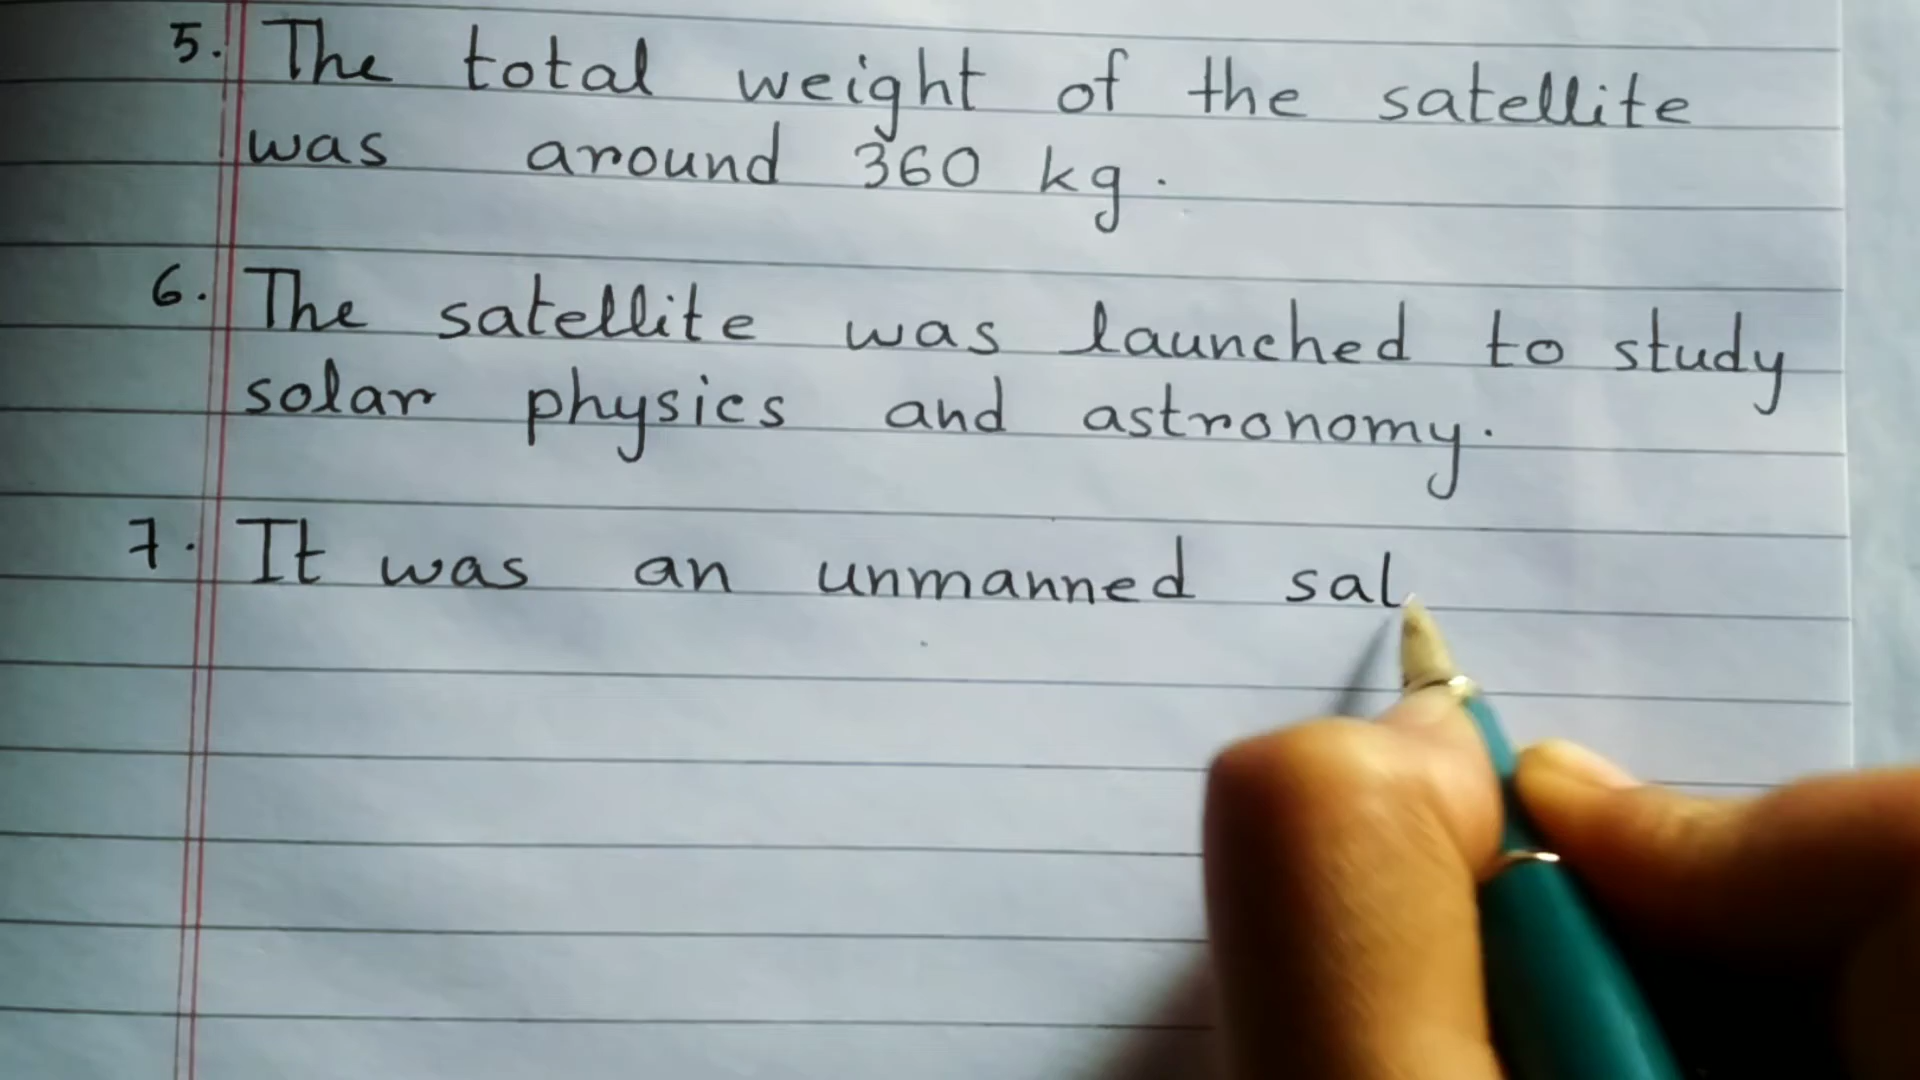 5. The total weight of the satellite
was around 360 kg.
6. The satellite was launched to study
solar physics and astronomy.
7. It was an unmanned sal